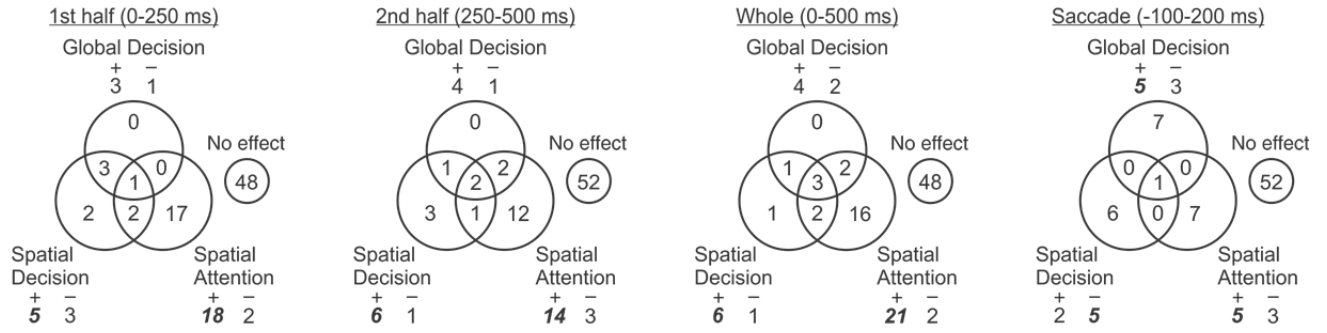 1st half (0-250 ms)
Global Decision
+ −
3 1
0
No effect
3 0
1
48
2 2 17
Spatial
Decision
+ −
5 3
Spatial
Attention
+ −
18 2
2nd half (250-500 ms)
Global Decision
+ −
4 1
0
No effect
1 2
2
52
3 1 12
Spatial
Decision
+ −
6 1
Spatial
Attention
+ −
14 3
Whole (0-500 ms)
Global Decision
+ −
4 2
0
No effect
1 2
3
48
1 2 16
Spatial
Decision
+ −
6 1
Spatial
Attention
+ −
21 2
Saccade (-100-200 ms)
Global Decision
+ −
5 3
7
No effect
0 0
1
52
6 0 7
Spatial
Decision
+ −
2 5
Spatial
Attention
+ −
5 3